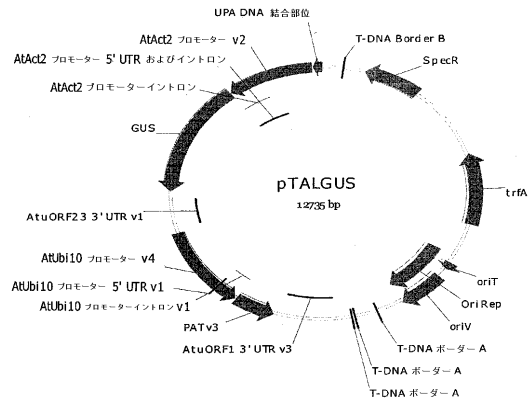 UPA DNA 結合部位
AtAct2 プロモーター v2
AtAct2 プロモーター 5' UTR およびイントロン
AtAct2 プロモーターイントロン
GUS
AtuORF23 3'UTR v1
AtUbi10 プロモーター v4
AtUbi10 プロモーター 5' UTR v1
AtUbi10 プロモーターイントロン v1
PAT v3
AtuORF1 3'UTR v3
T-DNA Border B
SpecR
trfA
oriT
Ori Rep
oriV
T-DNA ボーダー A
T-DNA ボーダー A
T-DNA ボーダー A
pTALGUS
12735 bp